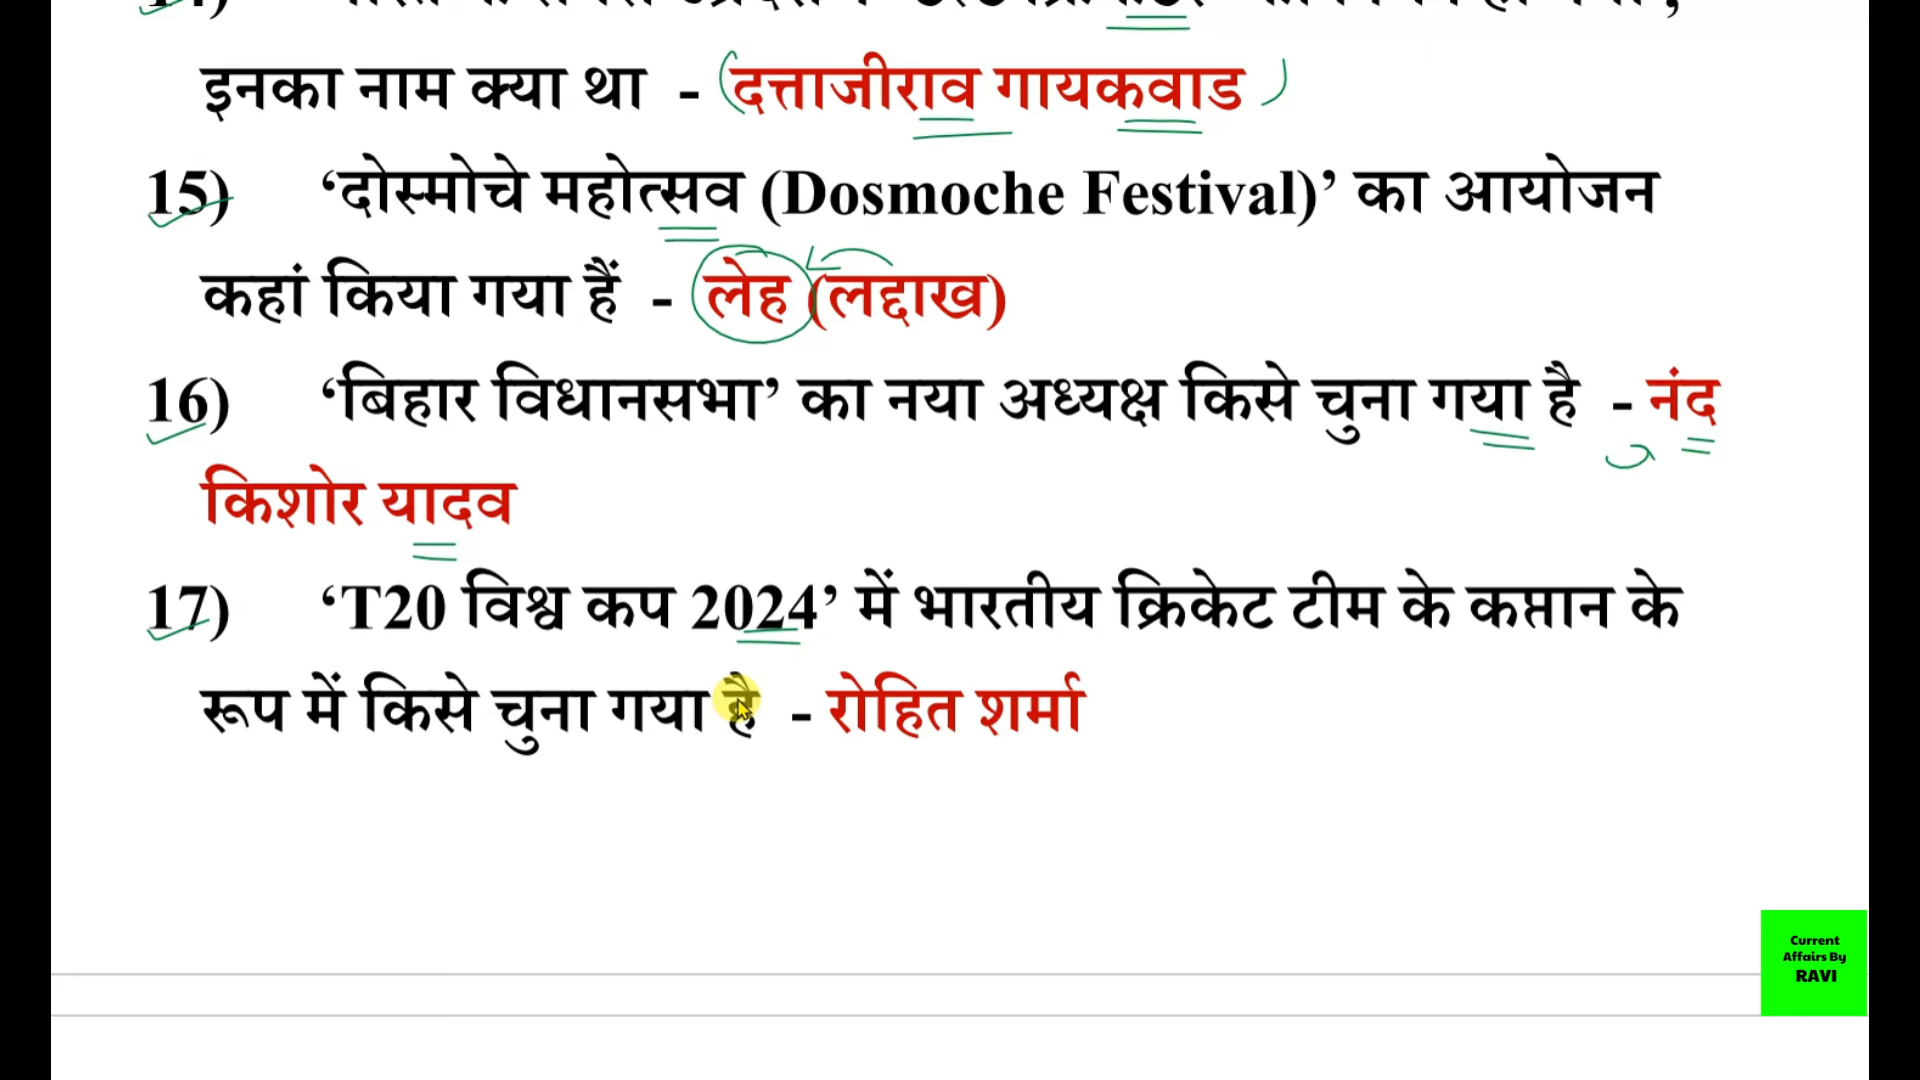 इनका नाम क्या था - (दत्ताजीराव गायकवाड )
15) ‘दोस्मोचे महोत्सव (Dosmoche Festival)’ का आयोजन
कहां किया गया हैं - लेह (लद्दाख)
16) ‘बिहार विधानसभा’ का नया अध्यक्ष किसे चुना गया है - नंद
किशोर यादव
17) ‘T20 विश्व कप 2024’ में भारतीय क्रिकेट टीम के कप्तान के
रूप में किसे चुना गया है - रोहित शर्मा
Current
Affairs By
RAVI